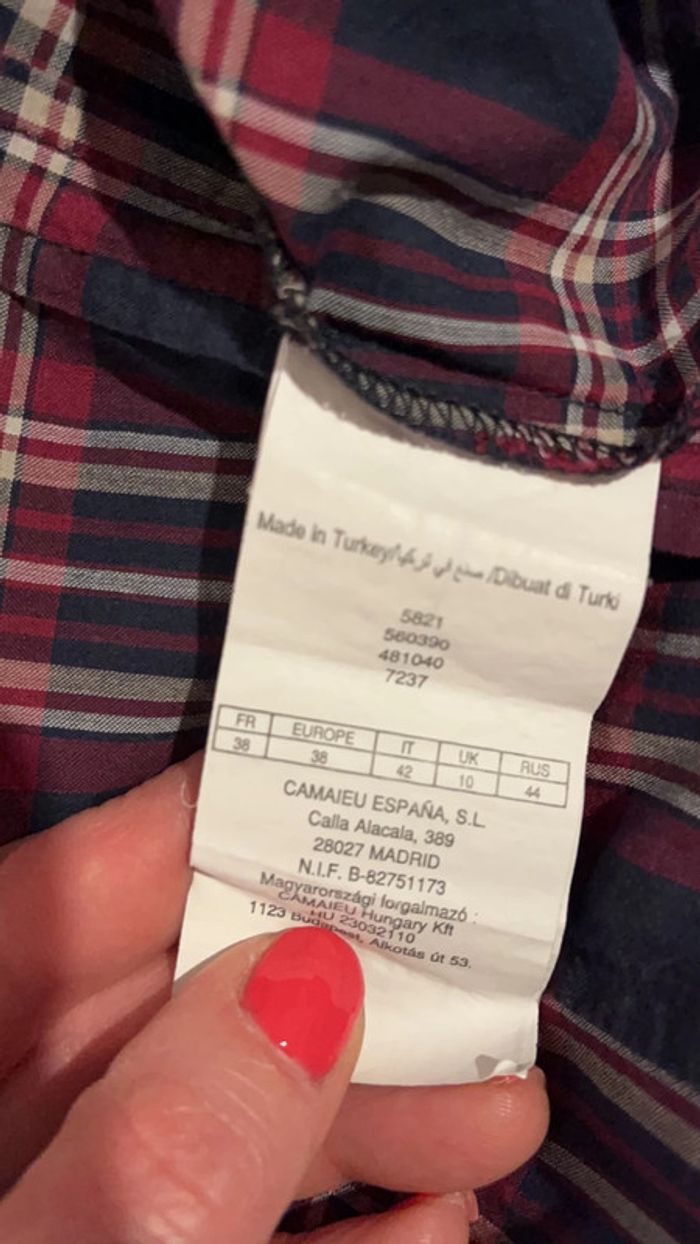 Made in Turkey/صنع في تركيا /Dibuat di Turki
5821
560390
481040
7237
FR EUROPE IT UK RUS
38 38 42 10 44
CAMAIEU ESPAÑA, S.L.
Calla Alacala, 389
28027 MADRID
N.I.F. B-82751173
Magyarországi forgalmazó :
CAMAIEU Hungary Kft
HU 23032110
1123 Budapest, Alkotás út 53.